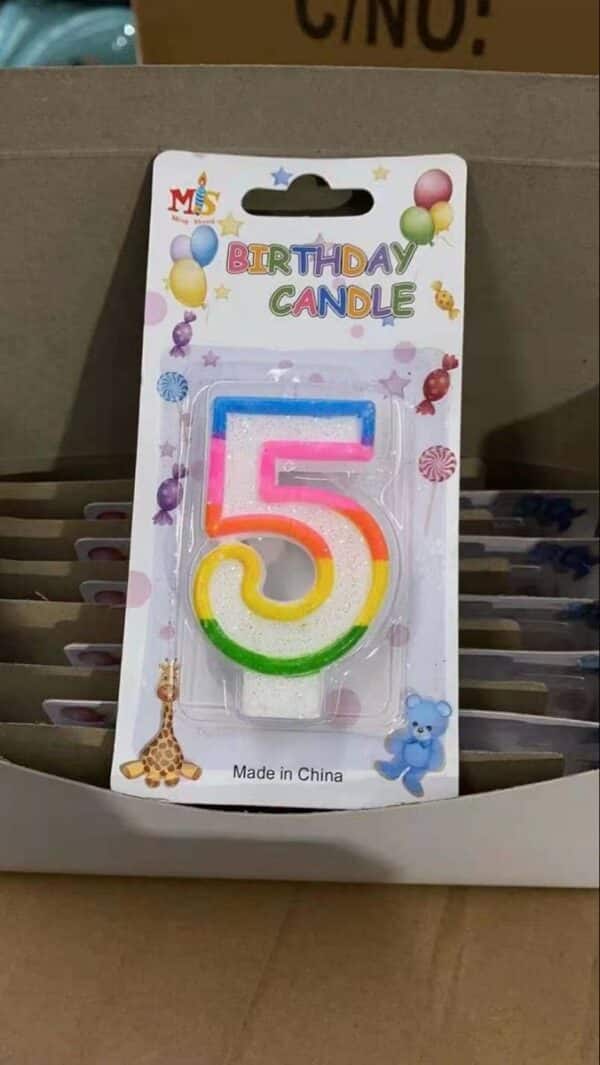 C/NO:
MS
BIRTHDAY
CANDLE
5
Made in China